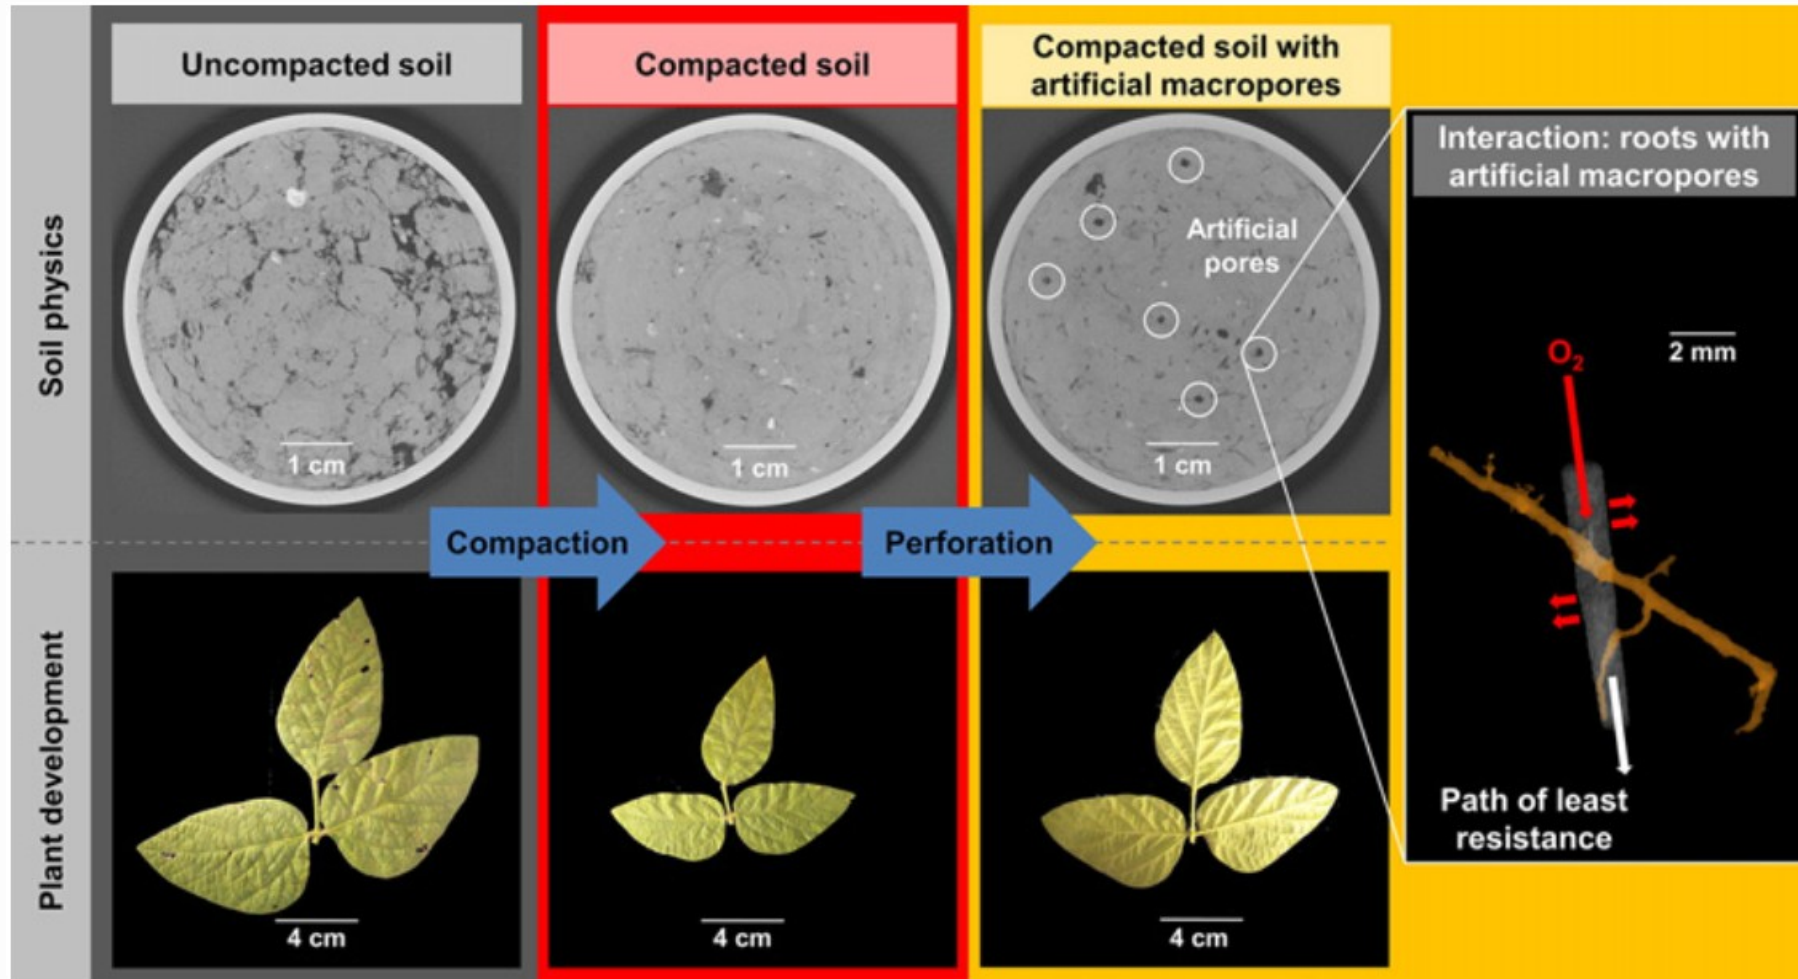 Uncompacted soil
Compacted soil
Compacted soil with
artificial macropores
Interaction: roots with
artificial macropores
Soil physics
Artificial
pores
1 cm
1 cm
1 cm
O₂
2 mm
Compaction
Perforation
Plant development
4 cm
4 cm
4 cm
Path of least
resistance